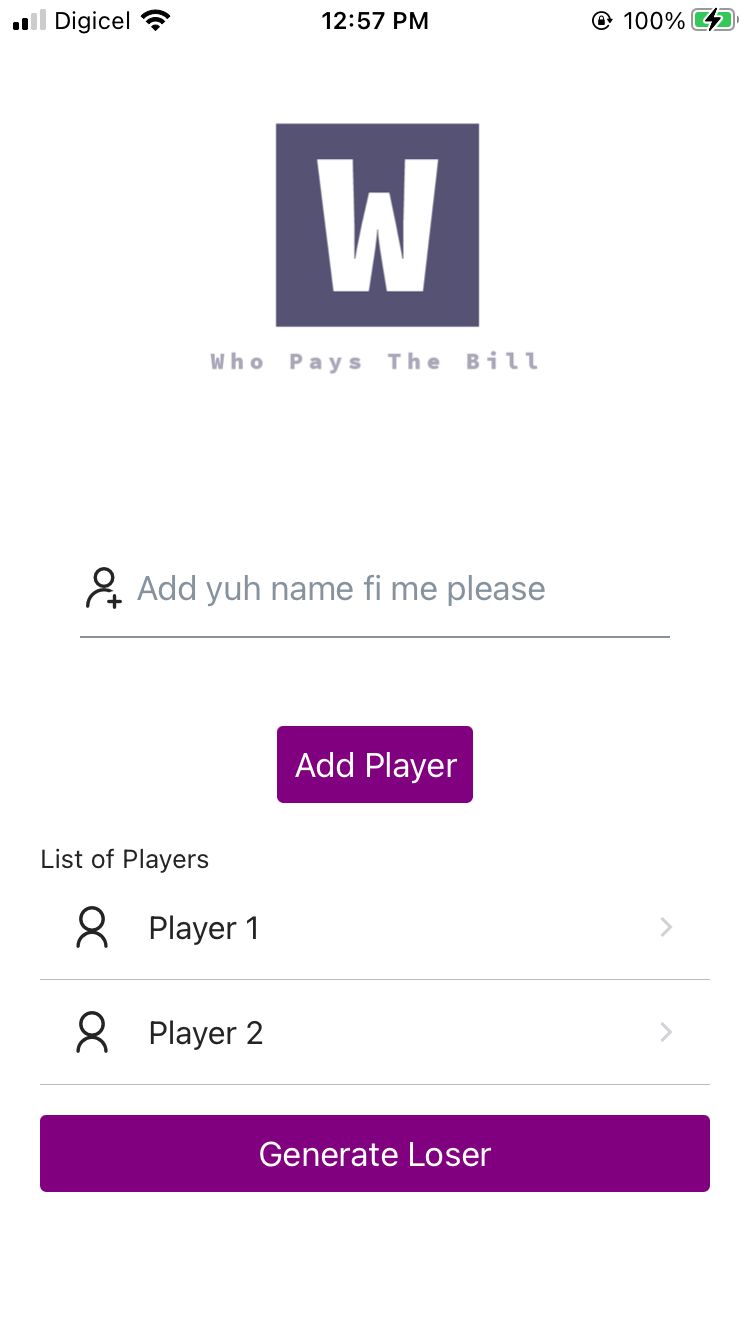 Digicel 12:57 PM 100%
W
Who Pays The Bill
Add yuh name fi me please
Add Player
List of Players
Player 1
Player 2
Generate Loser